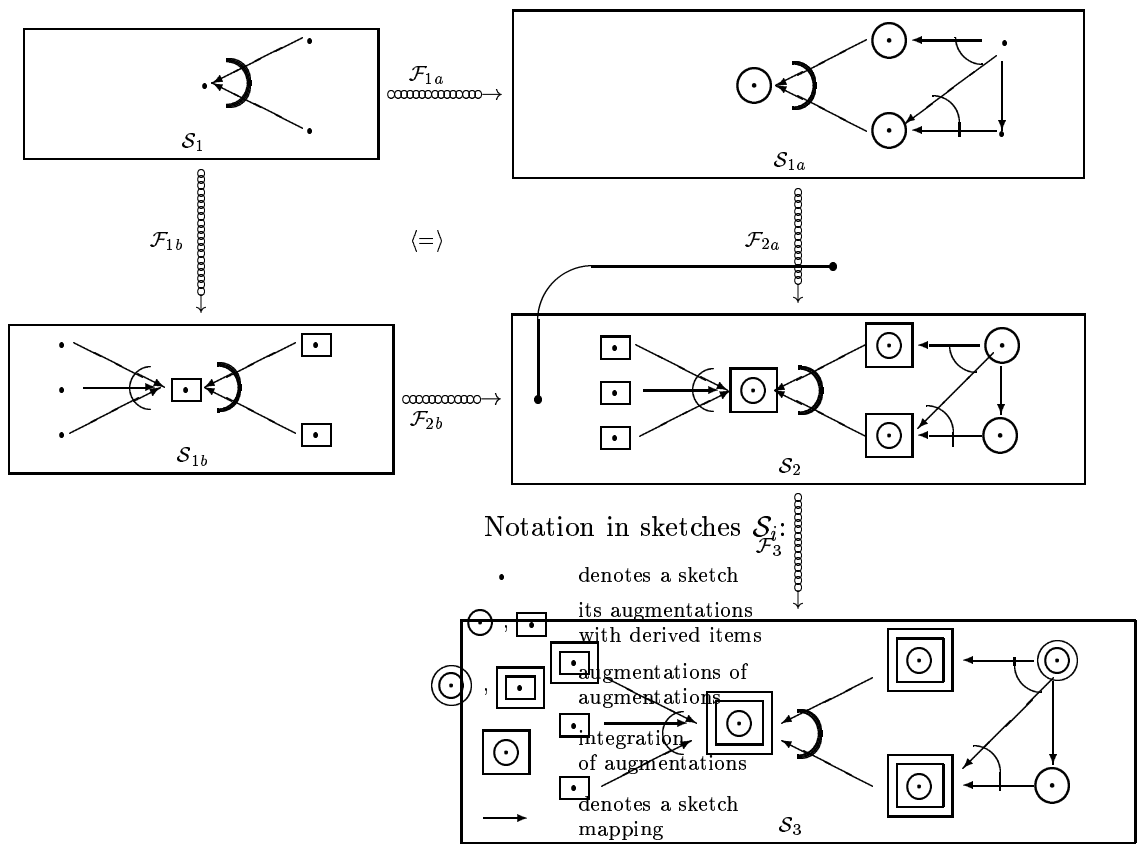 𝓕₁ₐ
𝓢₁
𝓢₁ₐ
𝓕₁b
⟨=⟩
𝓕₂ₐ
𝓕₂b
𝓢₁b
𝓢₂
Notation in sketches 𝓢ᵢ:
𝓕₃
denotes a sketch
, its augmentations
with derived items
, augmentations of
augmentations
integration
of augmentations
denotes a sketch
mapping
𝓢₃